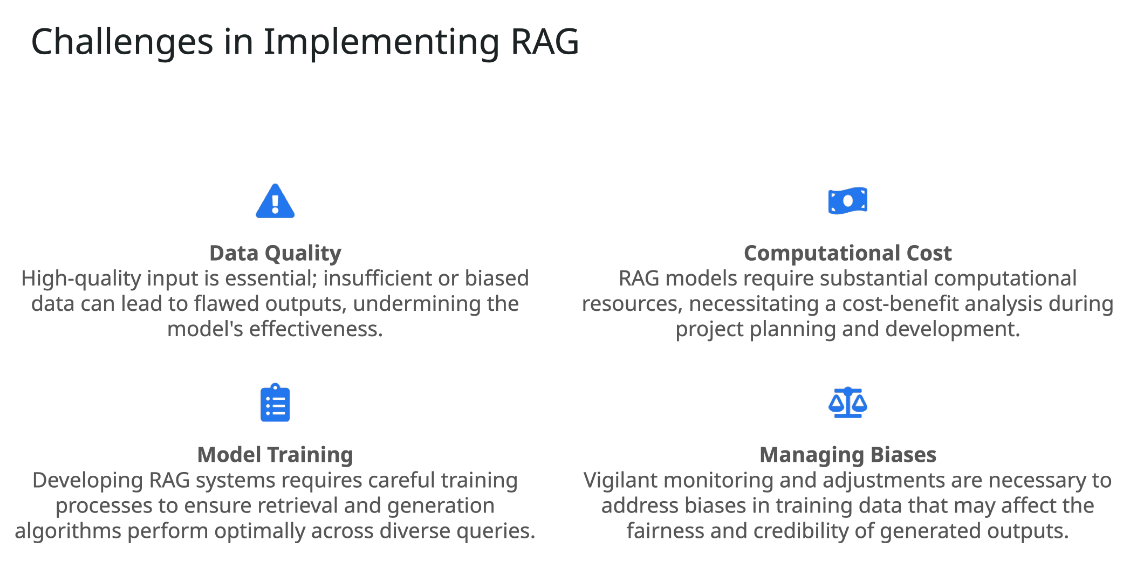 Challenges in Implementing RAG
Data Quality
High-quality input is essential; insufficient or biased
data can lead to flawed outputs, undermining the
model's effectiveness.
Computational Cost
RAG models require substantial computational
resources, necessitating a cost-benefit analysis during
project planning and development.
Model Training
Developing RAG systems requires careful training
processes to ensure retrieval and generation
algorithms perform optimally across diverse queries.
Managing Biases
Vigilant monitoring and adjustments are necessary to
address biases in training data that may affect the
fairness and credibility of generated outputs.